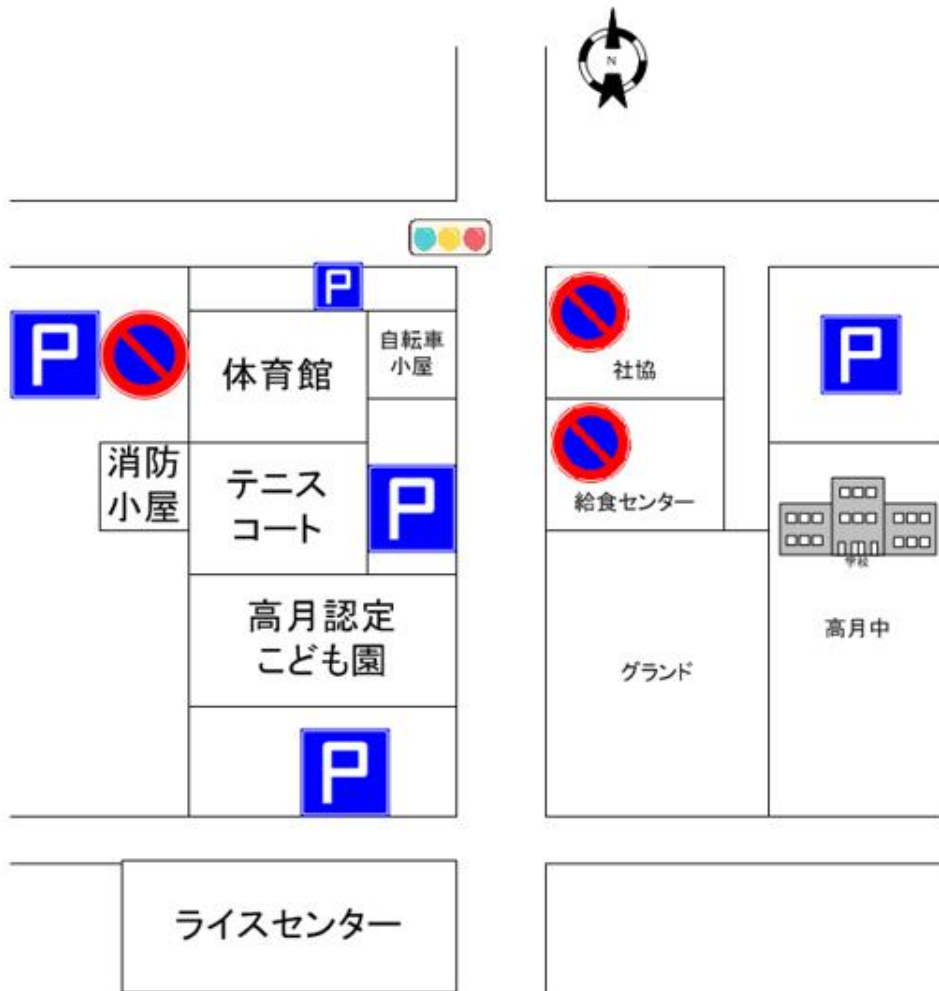 N
P
P
自転車
小屋
体育館
社協
P
消防
小屋
テニス
コート
P
給食センター
学校
高月認定
こども園
高月中
グランド
P
ライスセンター